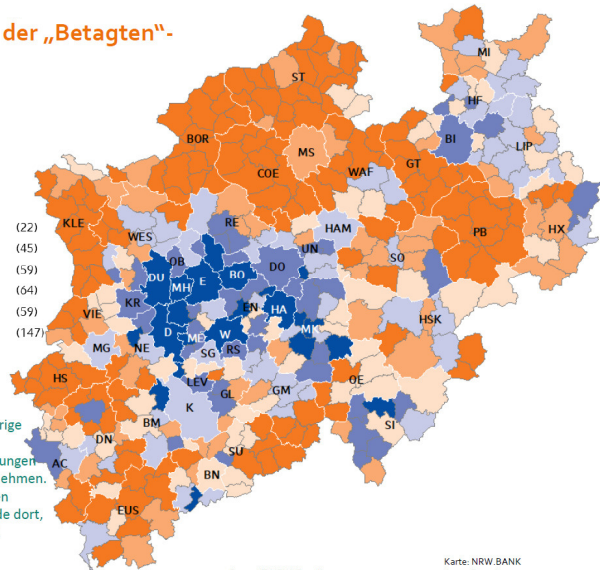 der „Betagten“-
MI
ST
HF
BI
LIP
BOR
MS
GT
COE
WAF
KLE
(22)
WES
RE
HAM
PB
HX
(45)
UN
SO
(59)
OB
DU
MH
E
BO
DO
(64)
KR
EN
HA
(59)
VIE
HSK
(147)
D
ME
W
MK
MG
NE
SG
RS
HS
LEV
OE
K
GL
GM
rige
BM
SI
DN
ungen
AC
SU
nehmen.
BN
en
de dort,
EUS
Karte: NRW.BANK